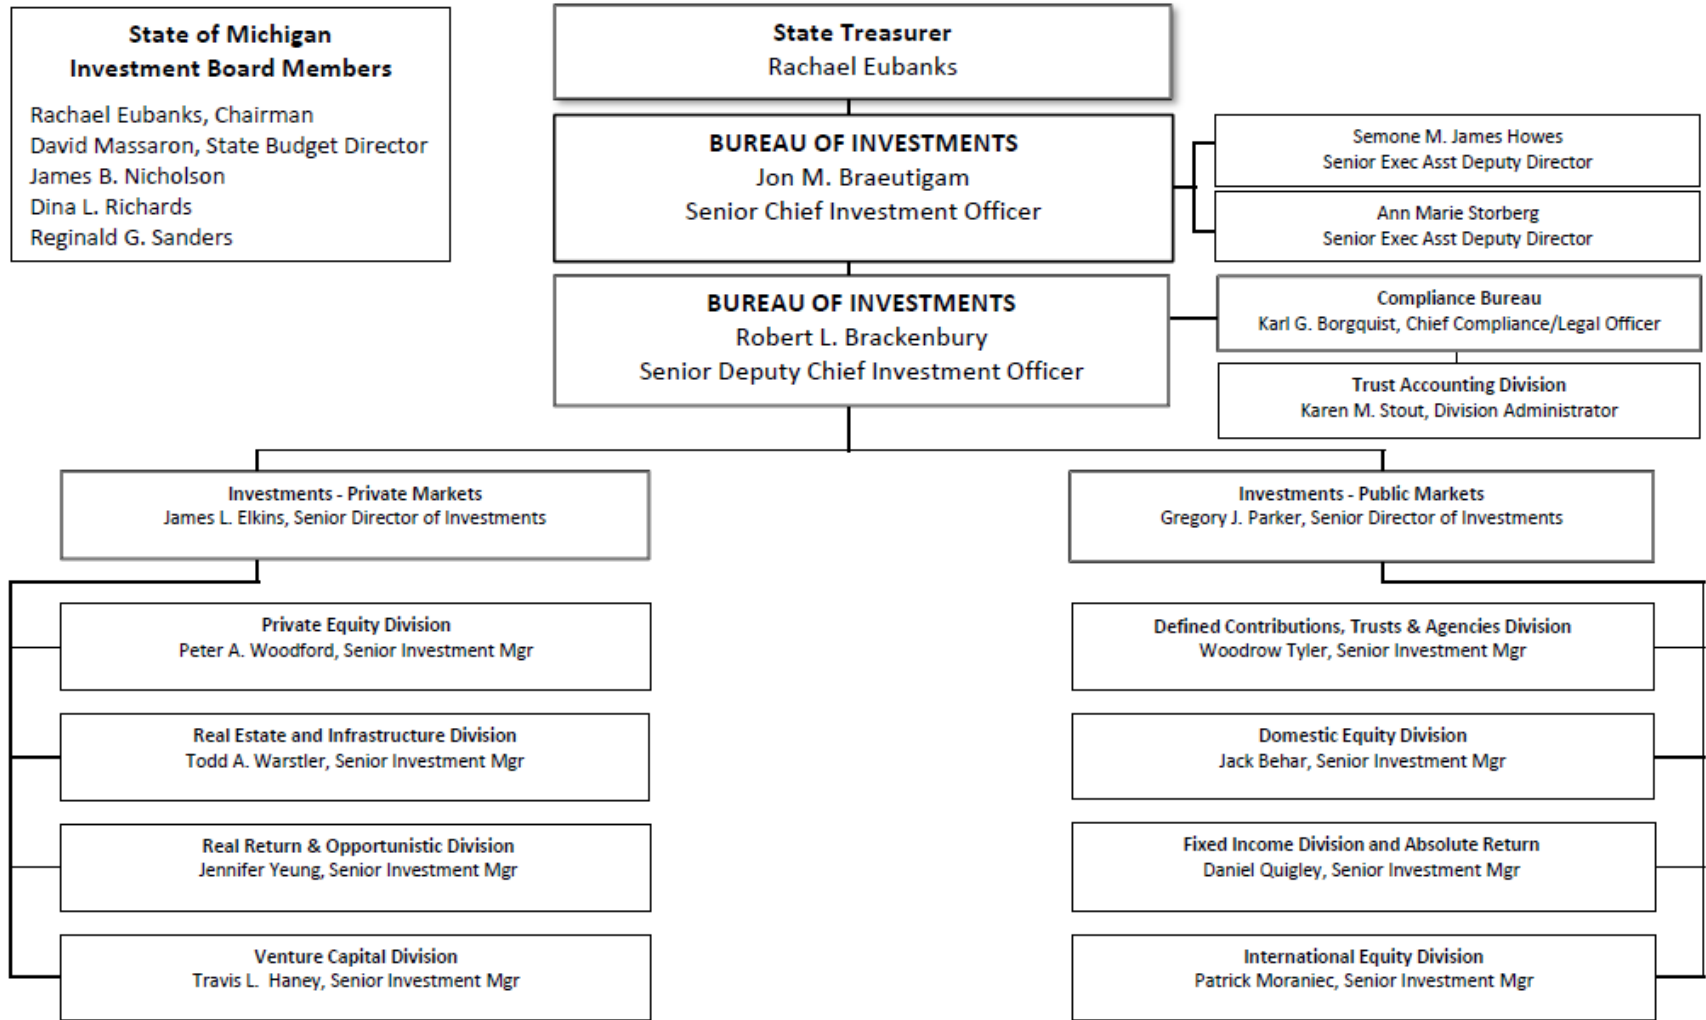 State of Michigan
Investment Board Members
Rachael Eubanks, Chairman
David Massaron, State Budget Director
James B. Nicholson
Dina L. Richards
Reginald G. Sanders
State Treasurer
Rachael Eubanks
BUREAU OF INVESTMENTS
Jon M. Braeutigam
Senior Chief Investment Officer
Semone M. James Howes
Senior Exec Asst Deputy Director
Ann Marie Storberg
Senior Exec Asst Deputy Director
BUREAU OF INVESTMENTS
Robert L. Brackenbury
Senior Deputy Chief Investment Officer
Compliance Bureau
Karl G. Borgquist, Chief Compliance/Legal Officer
Trust Accounting Division
Karen M. Stout, Division Administrator
Investments - Private Markets
James L. Elkins, Senior Director of Investments
Investments - Public Markets
Gregory J. Parker, Senior Director of Investments
Private Equity Division
Peter A. Woodford, Senior Investment Mgr
Real Estate and Infrastructure Division
Todd A. Warstler, Senior Investment Mgr
Real Return & Opportunistic Division
Jennifer Yeung, Senior Investment Mgr
Venture Capital Division
Travis L. Haney, Senior Investment Mgr
Defined Contributions, Trusts & Agencies Division
Woodrow Tyler, Senior Investment Mgr
Domestic Equity Division
Jack Behar, Senior Investment Mgr
Fixed Income Division and Absolute Return
Daniel Quigley, Senior Investment Mgr
International Equity Division
Patrick Moraniec, Senior Investment Mgr